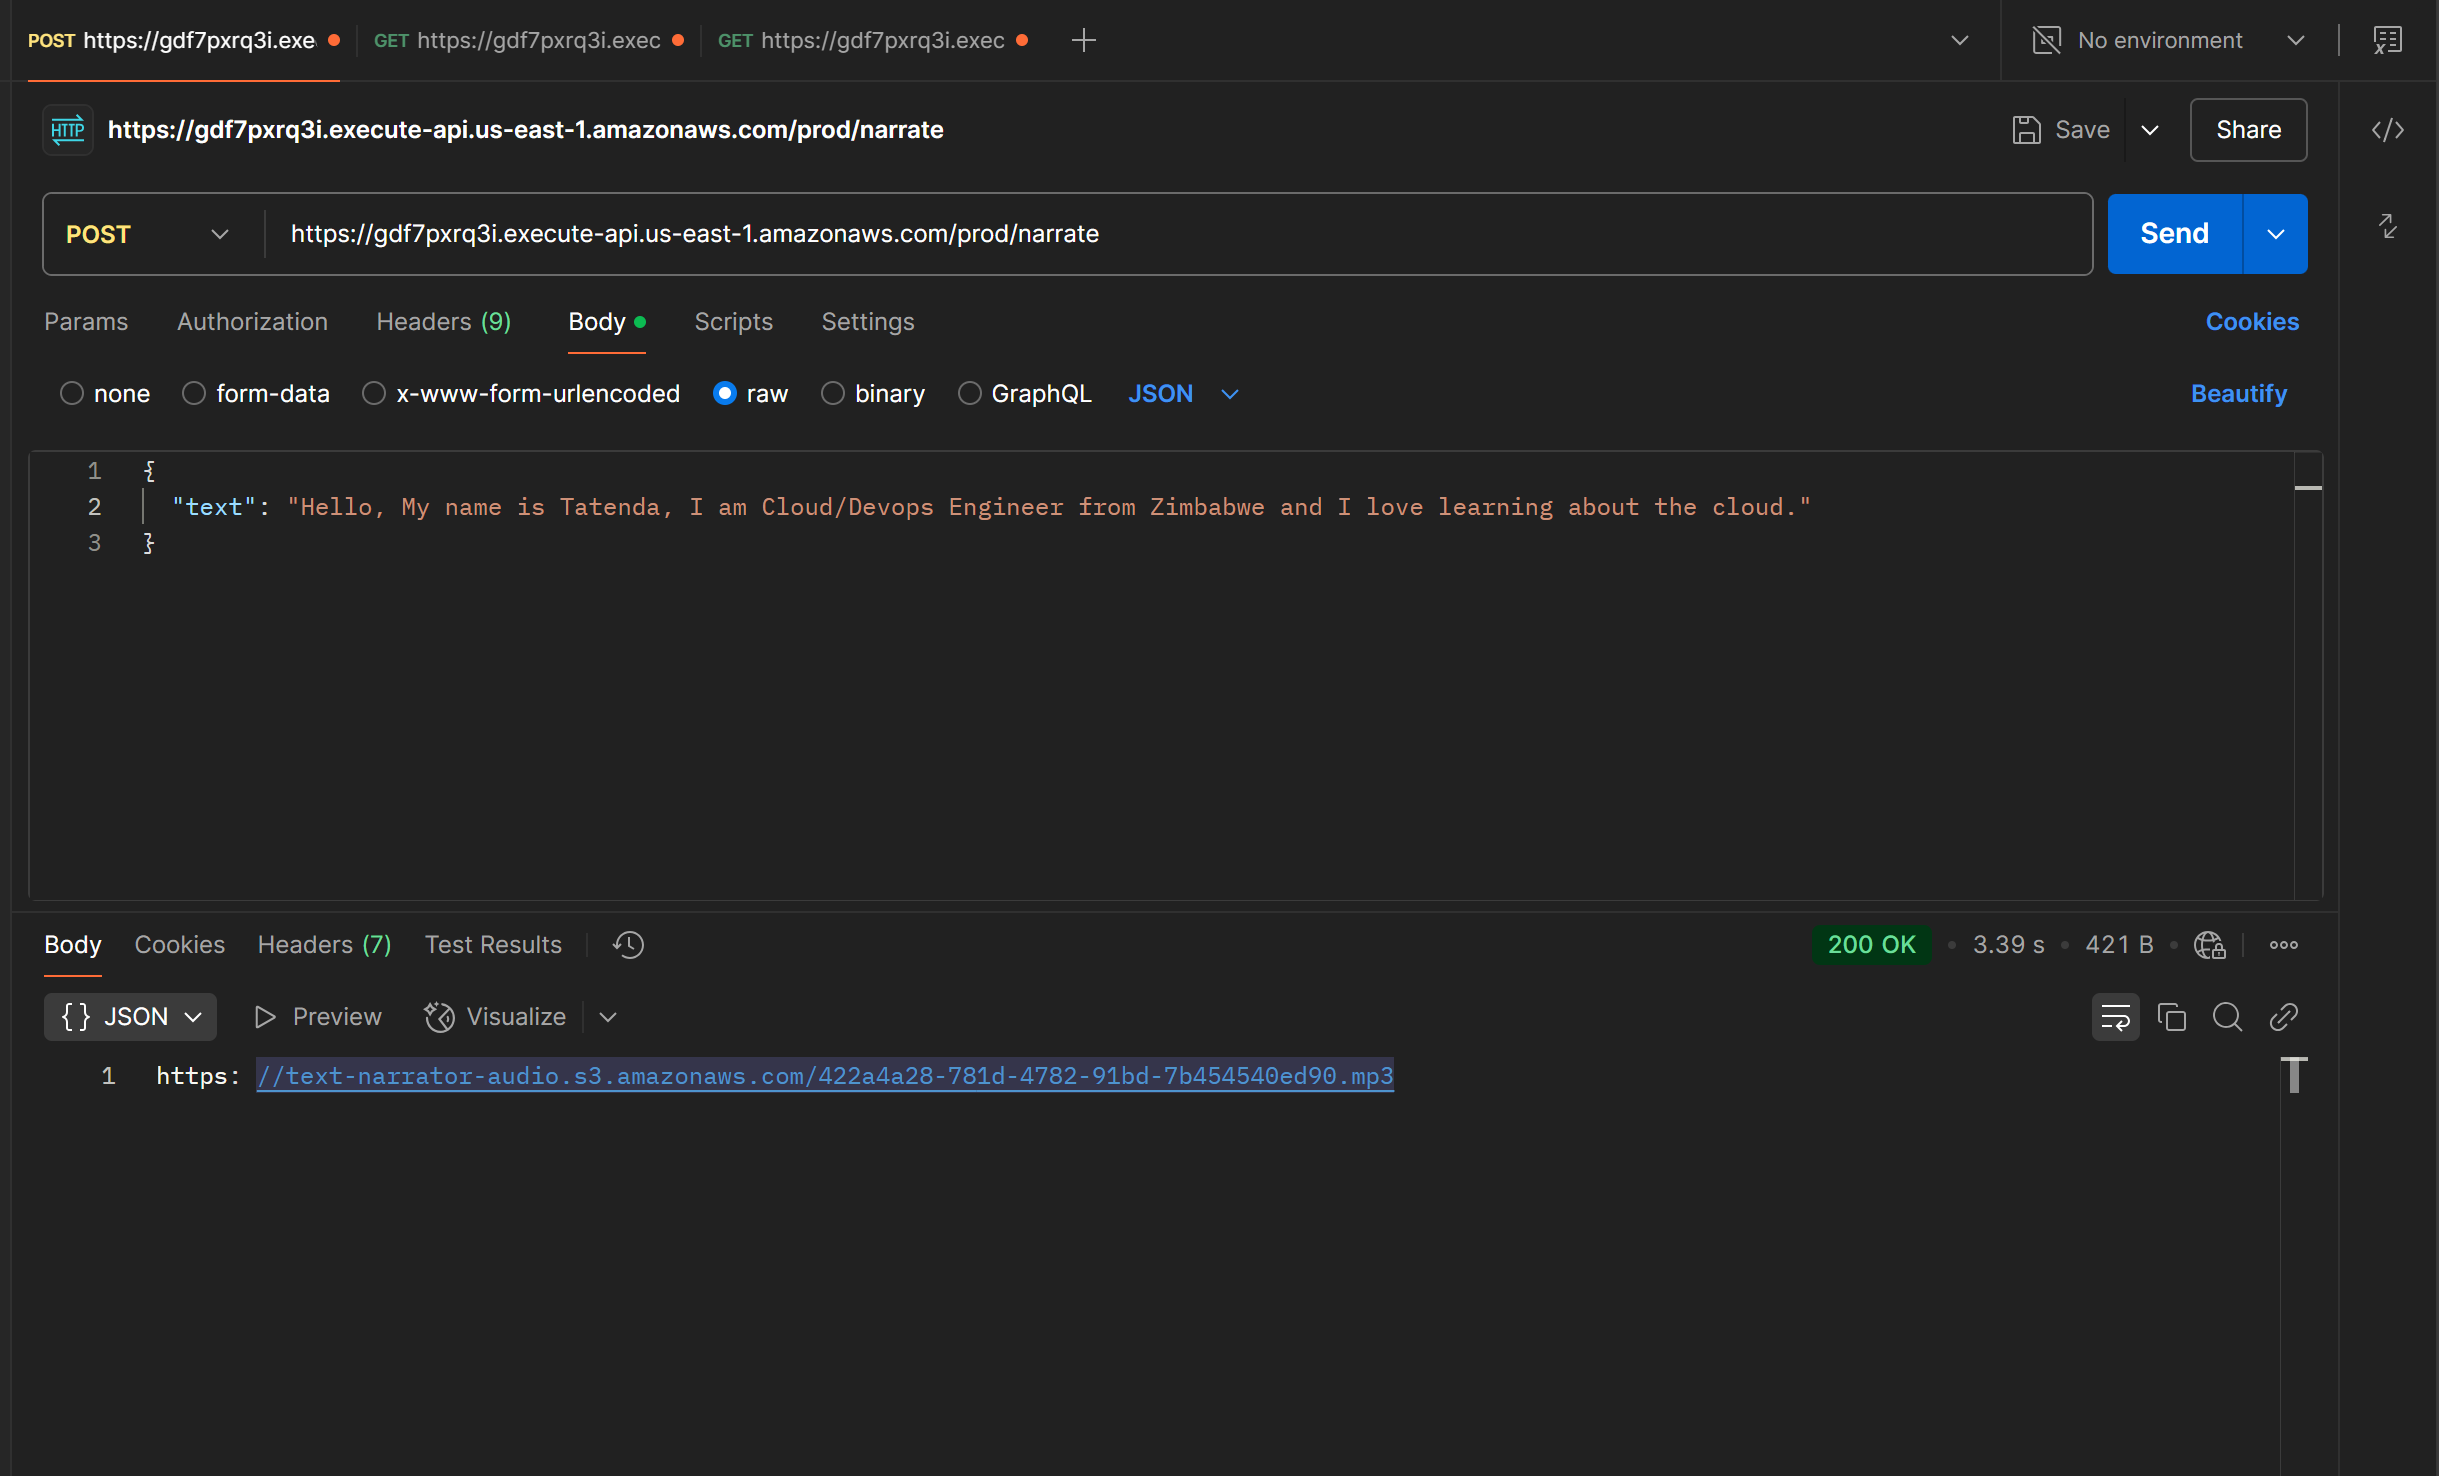 POST https://gdf7pxrq3i.exe GET https://gdf7pxrq3i.exec GET https://gdf7pxrq3i.exec No environment
HTTP https://gdf7pxrq3i.execute-api.us-east-1.amazonaws.com/prod/narrate Save Share
POST https://gdf7pxrq3i.execute-api.us-east-1.amazonaws.com/prod/narrate Send
Params Authorization Headers (9) Body Scripts Settings Cookies
none form-data x-www-form-urlencoded raw binary GraphQL JSON Beautify
1 {
2 "text": "Hello, My name is Tatenda, I am Cloud/Devops Engineer from Zimbabwe and I love learning about the cloud."
3 }
Body Cookies Headers (7) Test Results 200 OK • 3.39 s • 421 B •
{} JSON Preview Visualize
1 https: //text-narrator-audio.s3.amazonaws.com/422a4a28-781d-4782-91bd-7b454540ed90.mp3